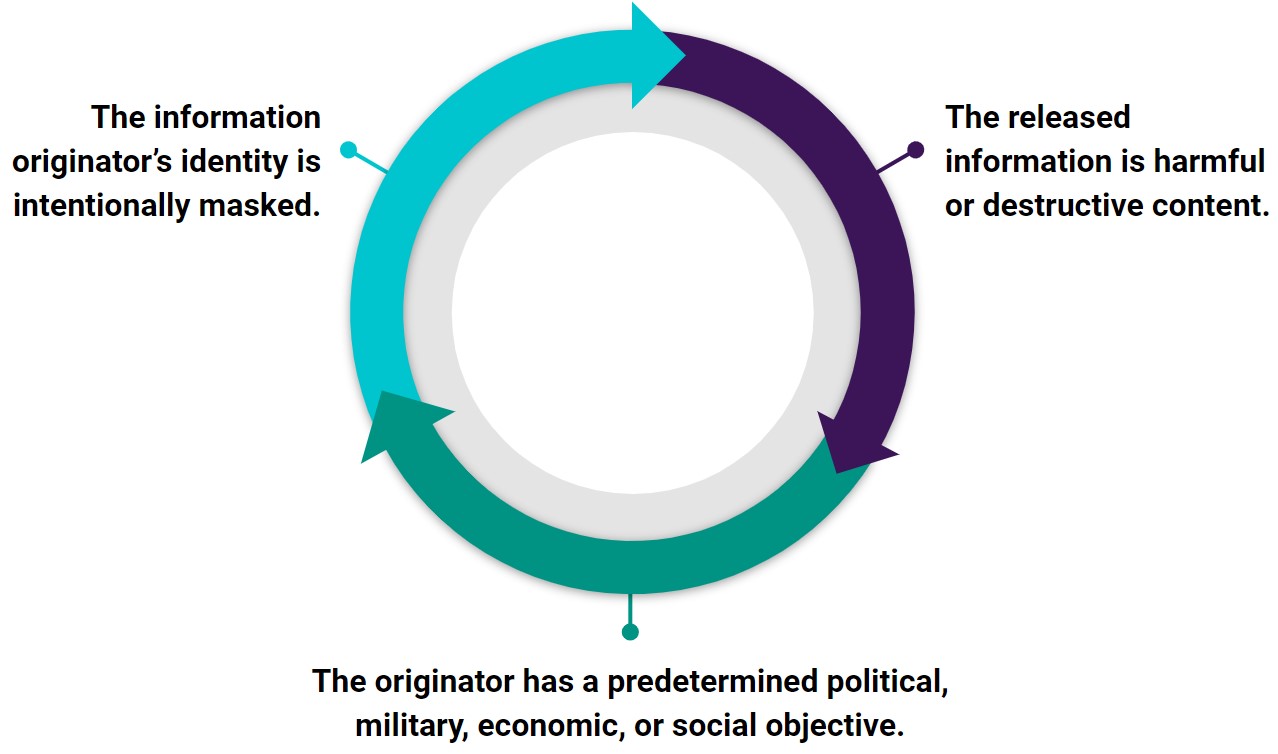 The information
originator’s identity is
intentionally masked.
The released
information is harmful
or destructive content.
The originator has a predetermined political,
military, economic, or social objective.